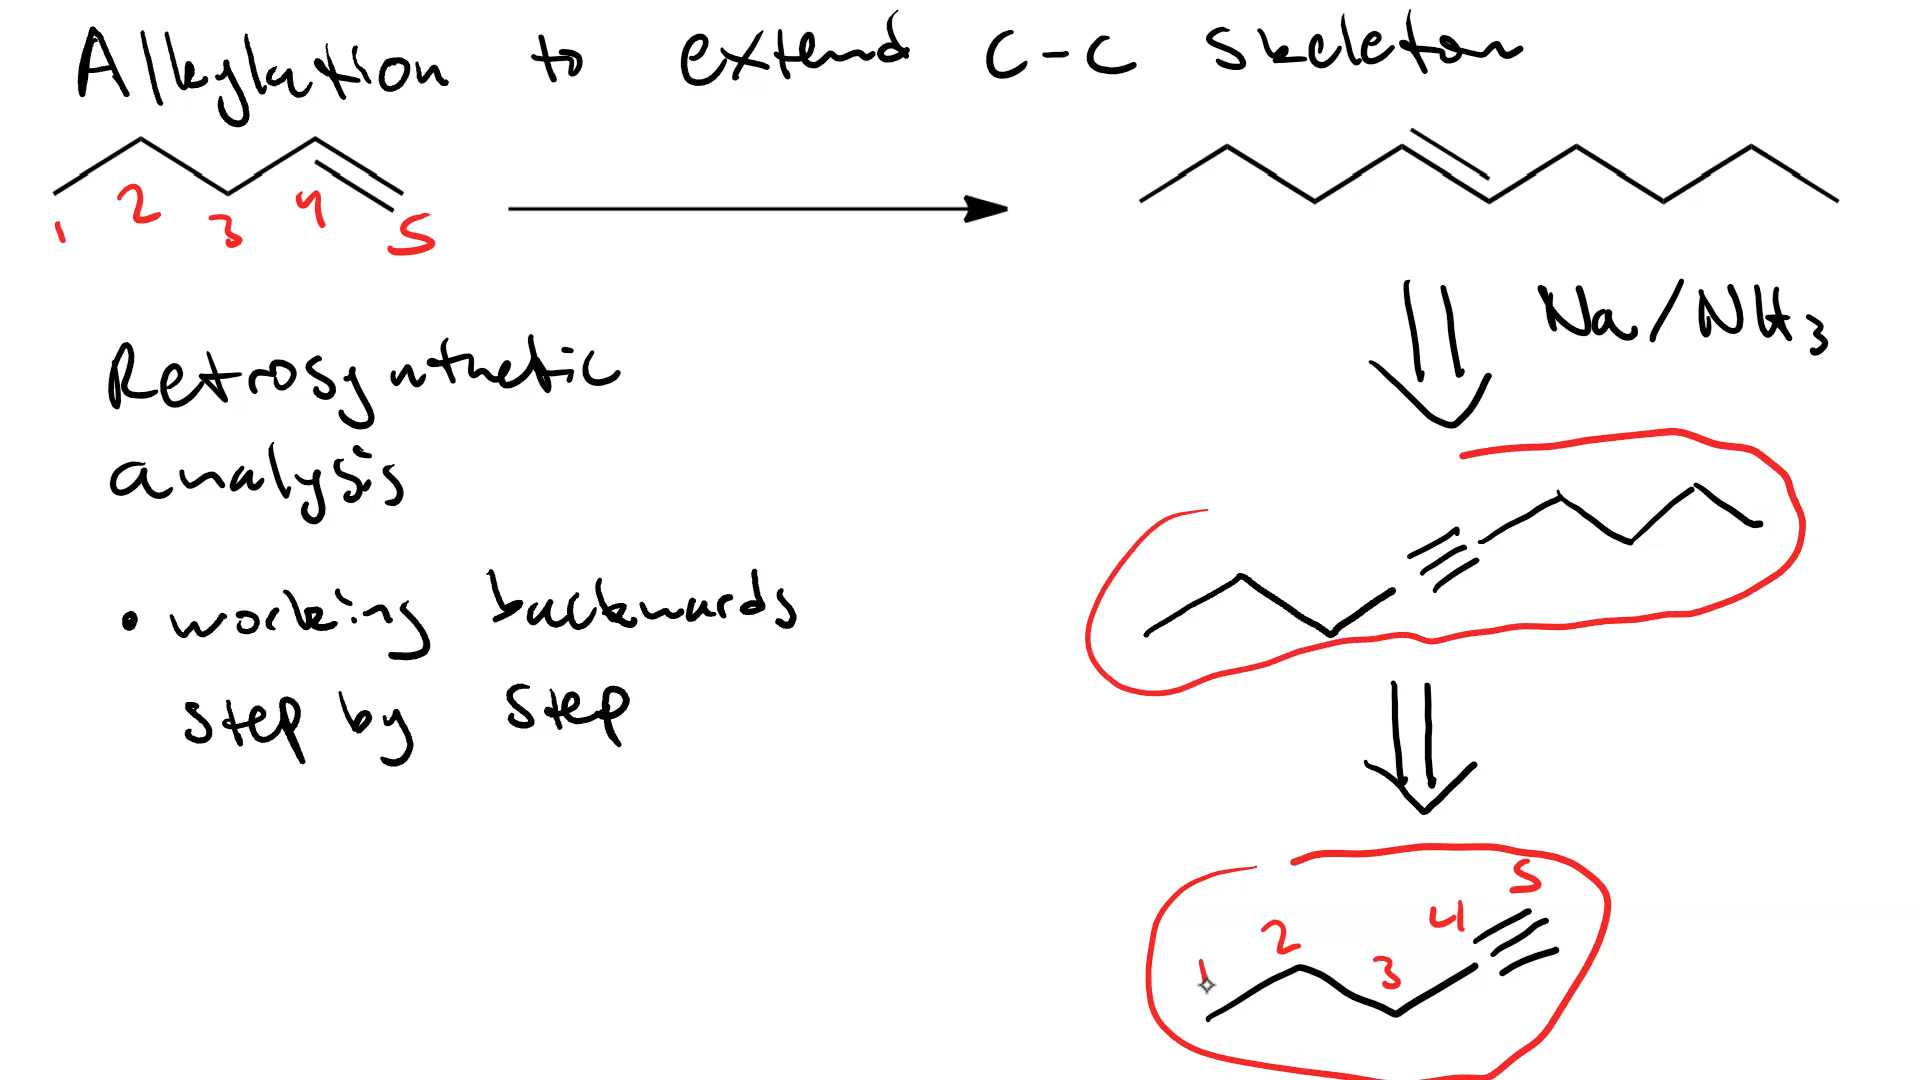 Alkylation to extend C-C skeleton
1 2 3 4 5
Na/NH3
Retrosynthetic
analysis
• working backwards
step by step
1 2 3 4 5